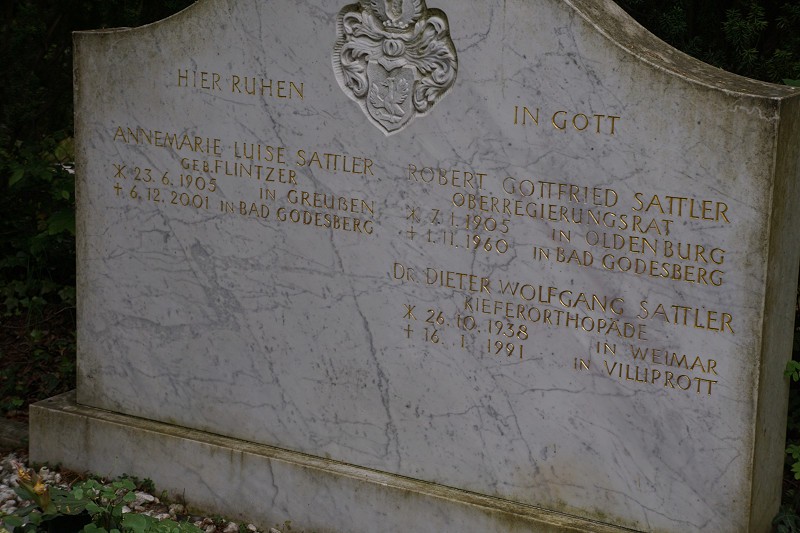 HIER RUHEN
IN GOTT
ANNEMARIE LUISE SATTLER
GEB. FLINTZER
* 23. 6. 1905 IN GREUßEN
† 6. 12. 2001 IN BAD GODESBERG
ROBERT GOTTFRIED SATTLER
OBERREGIERUNGSRAT
* 7. 1. 1905 IN OLDENBURG
† 1. 11. 1960 IN BAD GODESBERG
DR. DIETER WOLFGANG SATTLER
KIEFERORTHOPÄDE
* 26. 10. 1938 IN WEIMAR
† 16. 1. 1991 IN VILLIPROTT